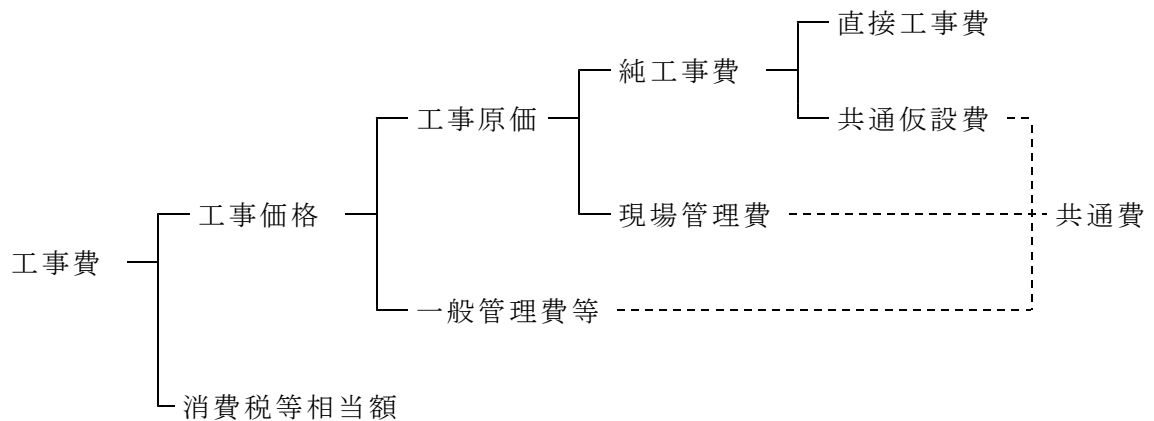 直接工事費
純工事費
工事原価
共通仮設費
工事価格
現場管理費
共通費
工事費
一般管理費等
消費税等相当額